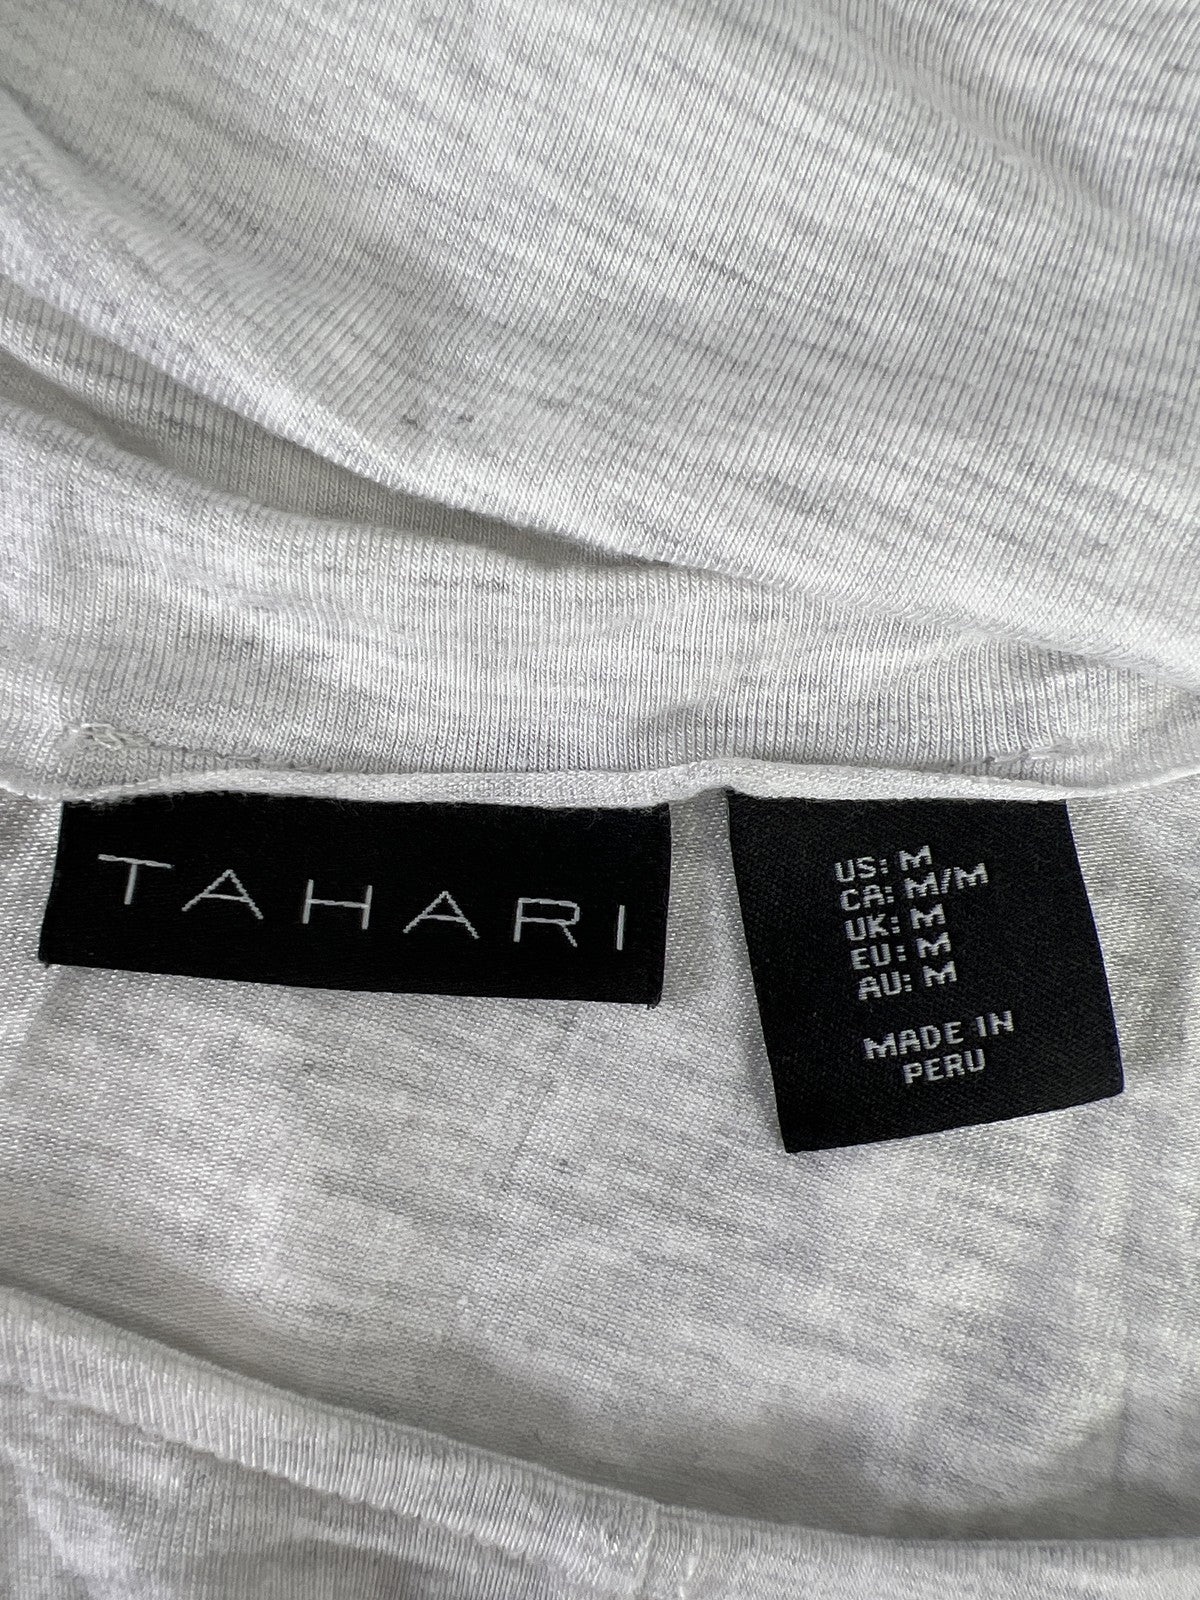 TAHARI
US: M
CA: M/M
UK: M
EU: M
AU: M
MADE IN
PERU